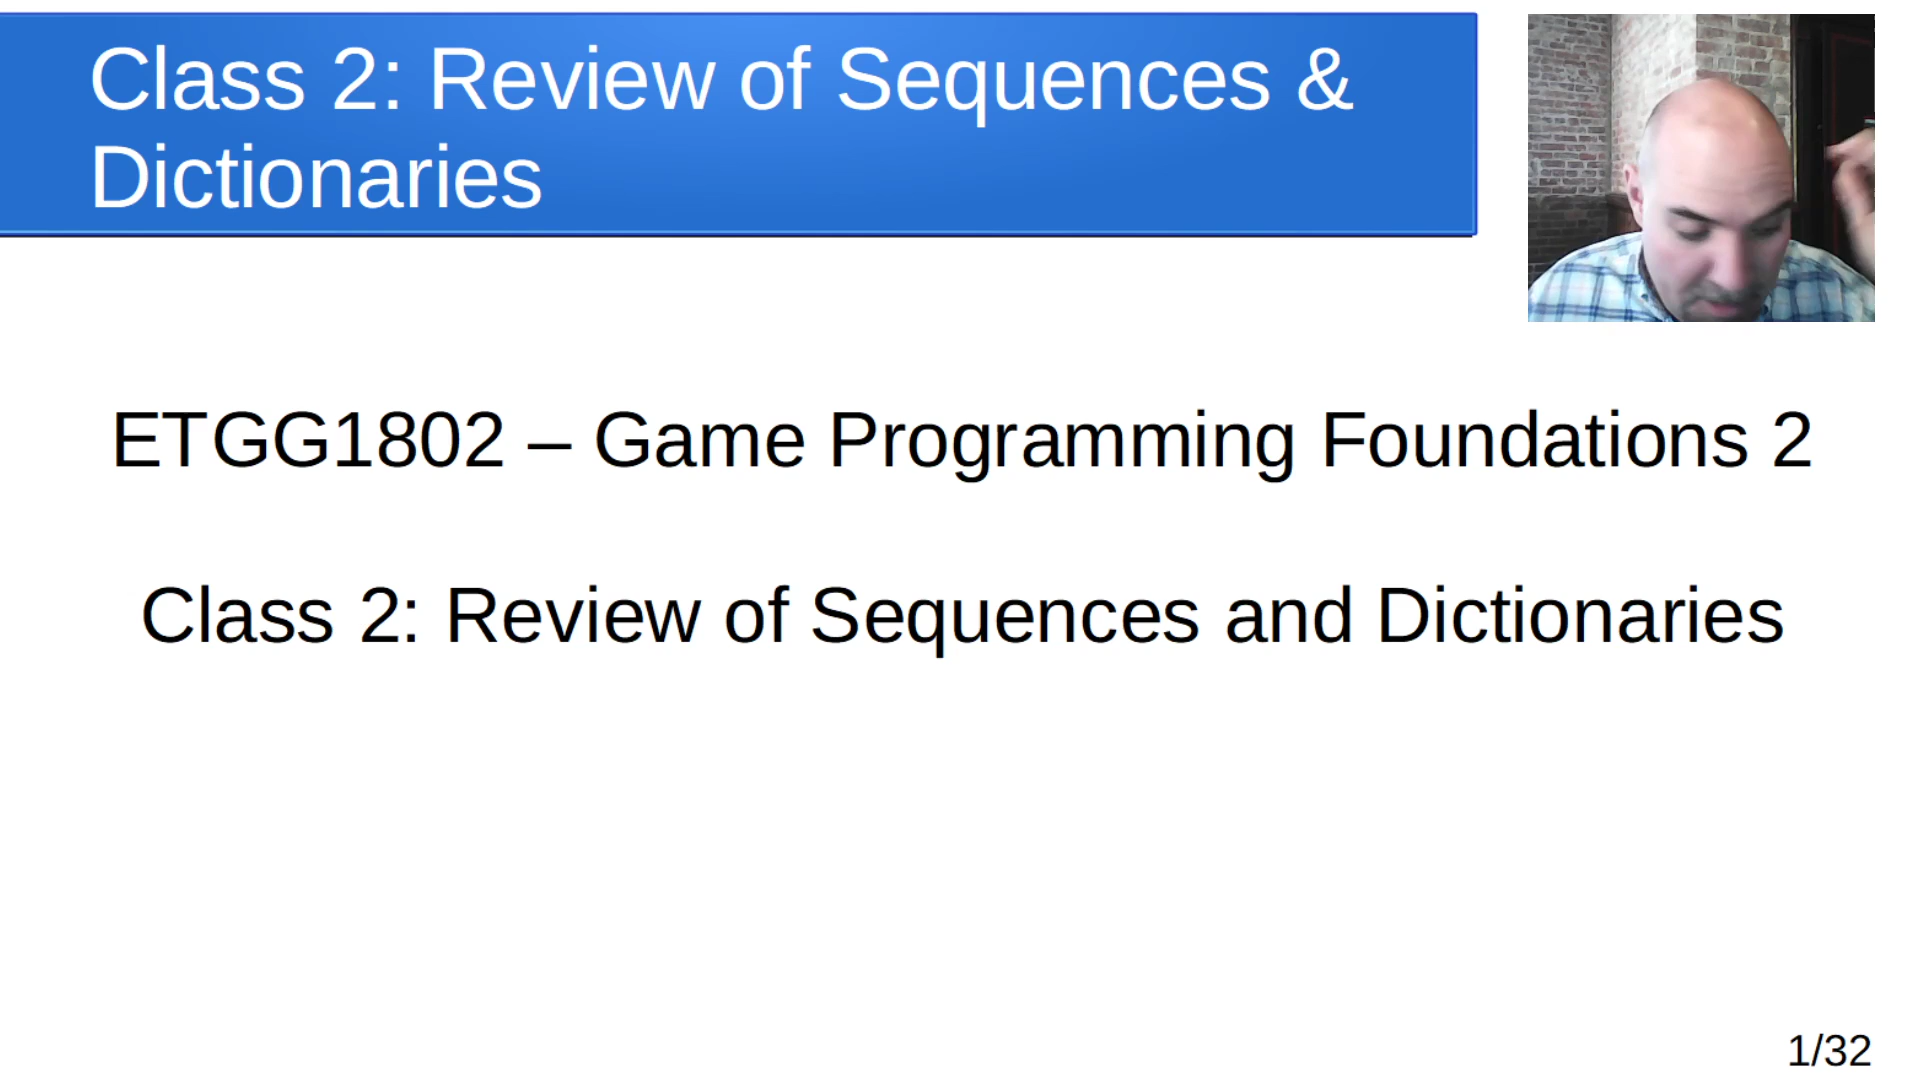 Class 2: Review of Sequences &
Dictionaries
ETGG1802 – Game Programming Foundations 2
Class 2: Review of Sequences and Dictionaries
1/32